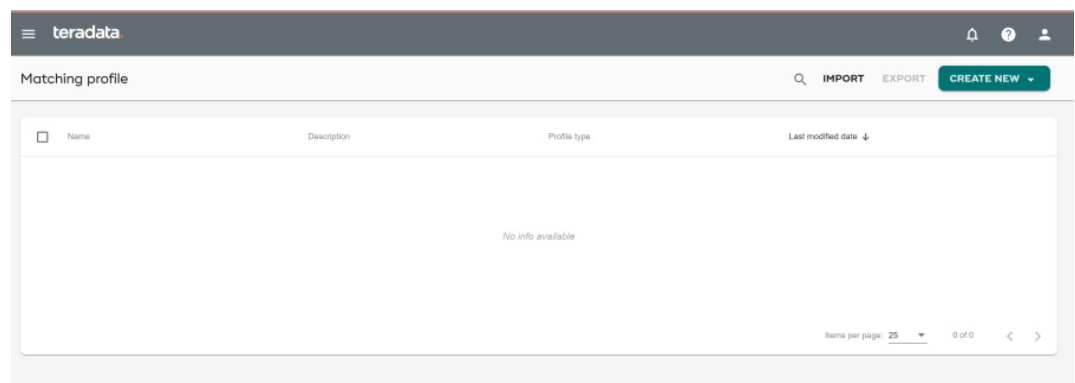 teradata.
Matching profile IMPORT EXPORT CREATE NEW
Name Description Profile type Last modified date
No info available
Items per page: 25 0 of 0